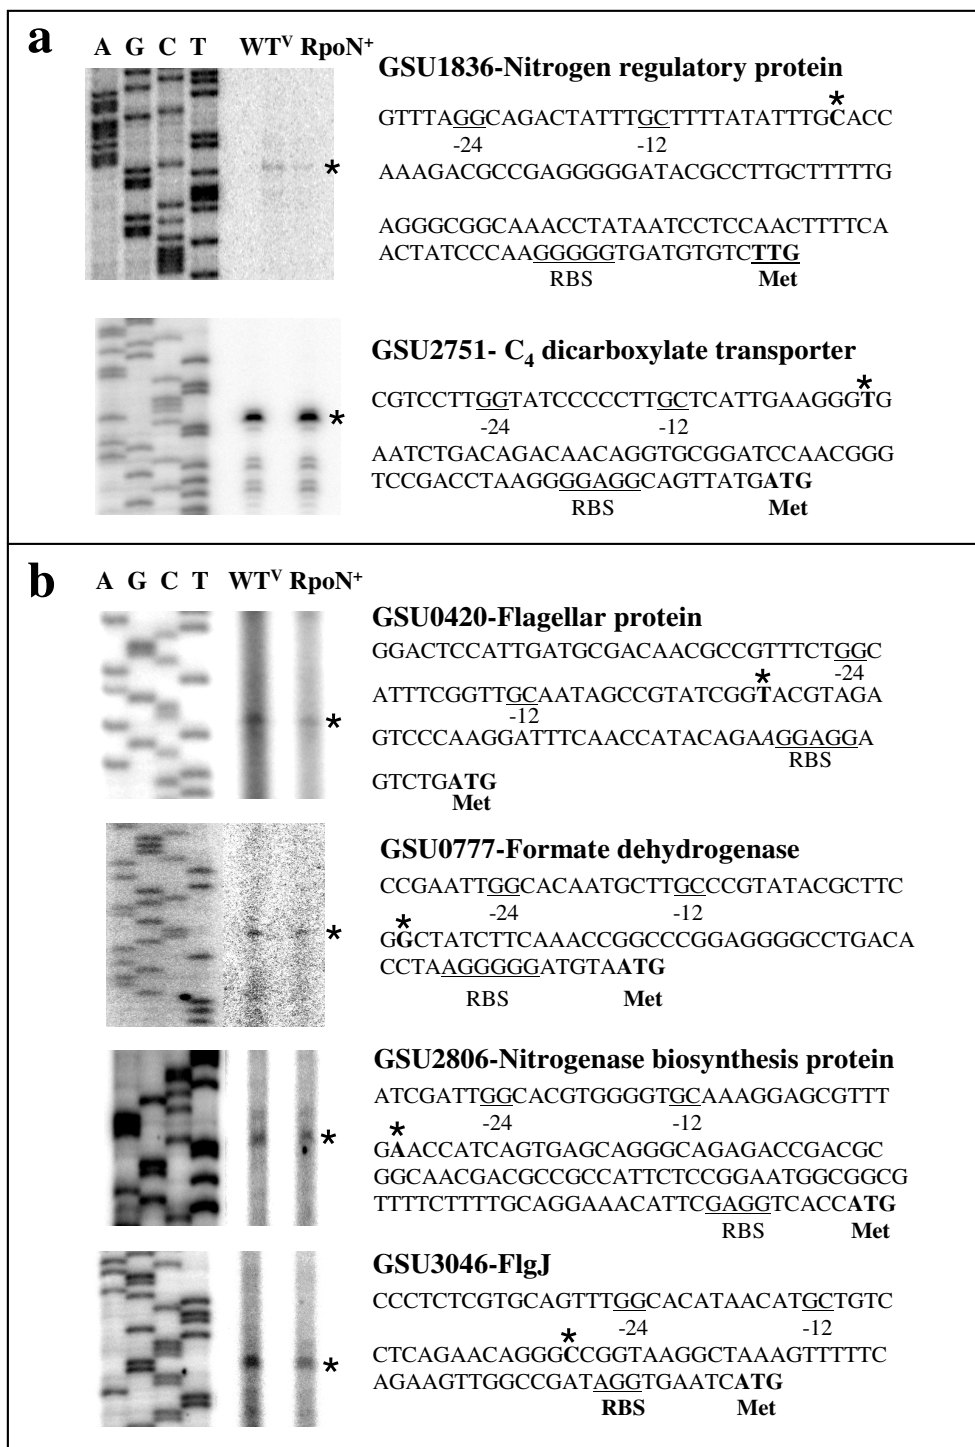 a
A G C T WTV RpoN+
GSU1836-Nitrogen regulatory protein
*
GTTTAGGCAGACTATTTGCTTTTATATTTGCACC
-24 -12
*
AAAGACGCCGAGGGGGATACGCCTTGCTTTTTG
AGGGCGGCAAACCTATAATCCTCCAACTTTTCA
ACTATCCCAAGGGGGTGATGTGTCTTG
RBS Met
GSU2751- C4 dicarboxylate transporter
*
CGTCCTTGGTATCCCCCTTGCTCATTGAAGGGTG
*
-24 -12
AATCTGACAGACAACAGGTGCGGATCCAACGGG
TCCGACCTAAGGGGAGGCAGTTATGATG
RBS Met
b
A G C T WTV RpoN+
GSU0420-Flagellar protein
GGACTCCATTGATGCGACAACGCCGTTTCTGGC
* -24
ATTTCGGTTGCAATAGCCGTATCGGTACGTAGA
-12
*
GTCCCAAGGATTTCAACCATACAGAAGGAGGA
RBS
GTCTGATG
Met
GSU0777-Formate dehydrogenase
CCGAATTGGCACAATGCTTGCCCGTATACGCTTC
-24 -12
*
*
GGCTATCTTCAAACCGGCCCGGAGGGGCCTGACA
CCTAAGGGGGATGTAATG
RBS Met
GSU2806-Nitrogenase biosynthesis protein
ATCGATTGGCACGTGGGGTGCAAAGGAGCGTTT
-24 -12
*
*
GAACCATCAGTGAGCAGGGCAGAGACCGACGC
GGCAACGACGCCGCCATTCTCCGGAATGGCGGCG
TTTTCTTTTGCAGGAAACATTCGAGGTCACCATG
RBS Met
GSU3046-FlgJ
CCCTCTCGTGCAGTTTGGCACATAACATGCTGTC
* -24 -12
CTCAGAACAGGGCCGGTAAGGCTAAAGTTTTTC
*
AGAAGTTGGCCGATAGGTGAATCATG
RBS Met